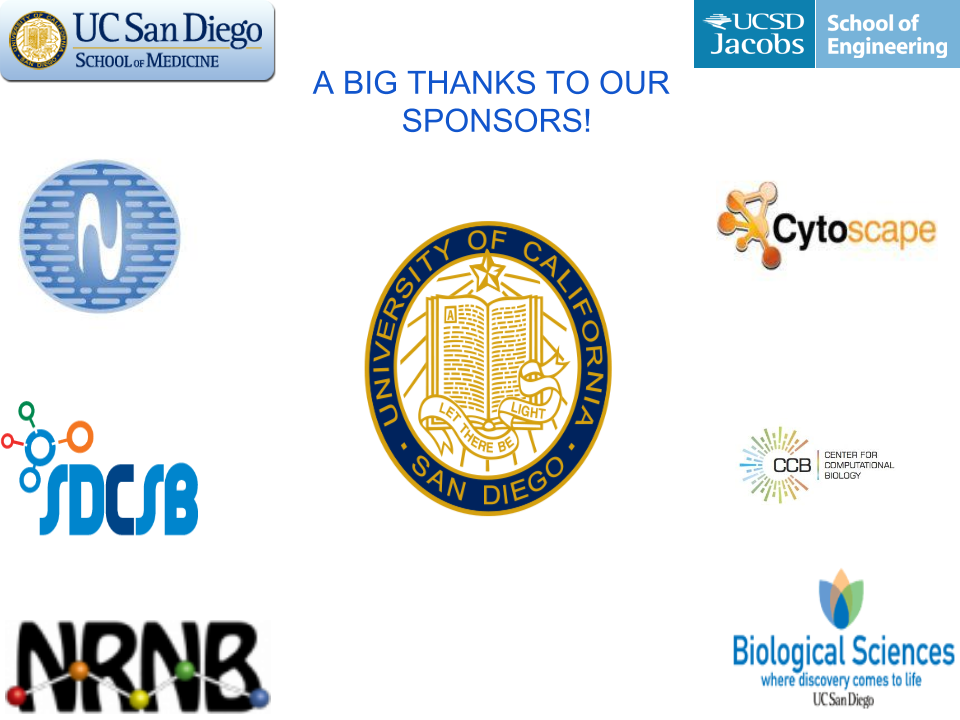 UC San Diego
SCHOOL OF MEDICINE
UCSD
Jacobs
School of
Engineering
A BIG THANKS TO OUR
SPONSORS!
N
Cytoscape
UNIVERSITY OF CALIFORNIA
A
LET THERE BE LIGHT
· SAN DIEGO ·
SDCSB
CCB
CENTER FOR
COMPUTATIONAL
BIOLOGY
NRNB
Biological Sciences
where discovery comes to life
UC San Diego